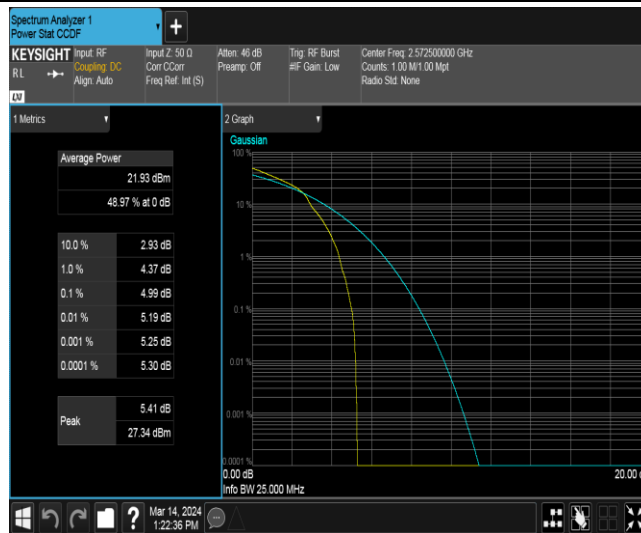 Spectrum Analyzer 1
Power Stat CCDF
+
KEYSIGHT
RL
LXI
Input: RF
Coupling: DC
Align: Auto
Input Z: 50 Ω
Corr CCorr
Freq Ref: Int (S)
Atten: 46 dB
Preamp: Off
Trig: RF Burst
#IF Gain: Low
Center Freq: 2.572500000 GHz
Counts: 1.00 M/1.00 Mpt
Radio Std: None
1 Metrics
Average Power
21.93 dBm
48.97 % at 0 dB
10.0 % 2.93 dB
1.0 % 4.37 dB
0.1 % 4.99 dB
0.01 % 5.19 dB
0.001 % 5.25 dB
0.0001 % 5.30 dB
Peak
5.41 dB
27.34 dBm
2 Graph
Gaussian
100 %
10 %
1 %
0.1 %
0.01 %
0.001 %
0.0001 %
0.00 dB
20.00
Info BW 25.000 MHz
?
Mar 14, 2024
1:22:36 PM